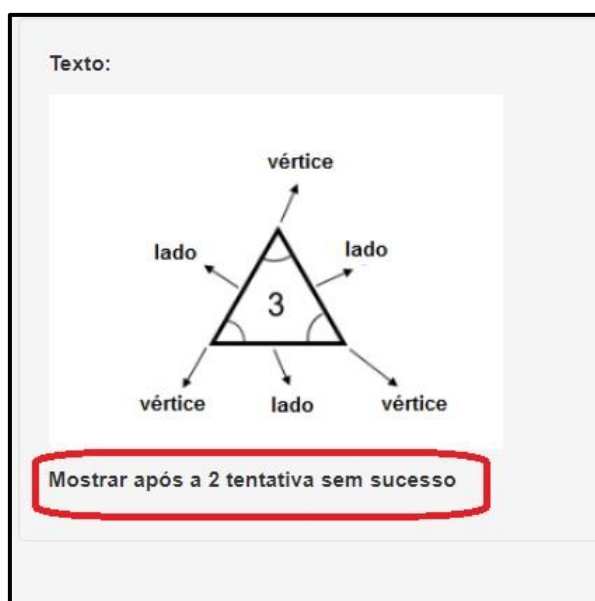 Texto:
vértice
lado
lado
3
vértice
lado
vértice
Mostrar após a 2 tentativa sem sucesso